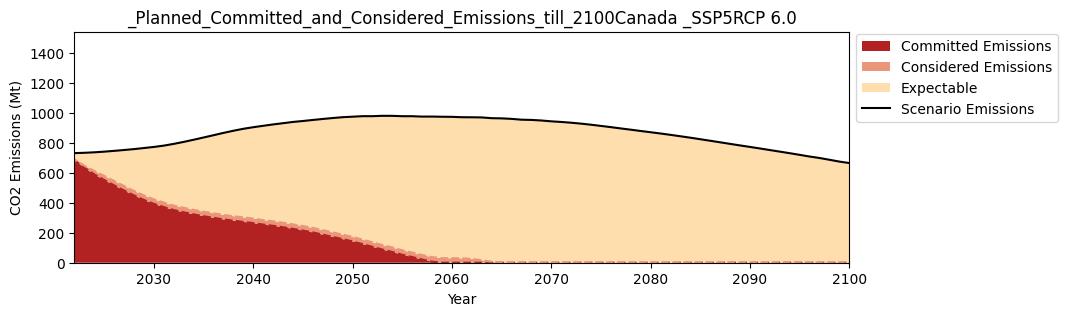 _Planned_Committed_and_Considered_Emissions_till_2100Canada _SSP5RCP 6.0
1400
1200
1000
800
600
400
200
0
CO2 Emissions (Mt)
2030
2040
2050
2060
2070
2080
2090
2100
Year
Committed Emissions
Considered Emissions
Expectable
Scenario Emissions